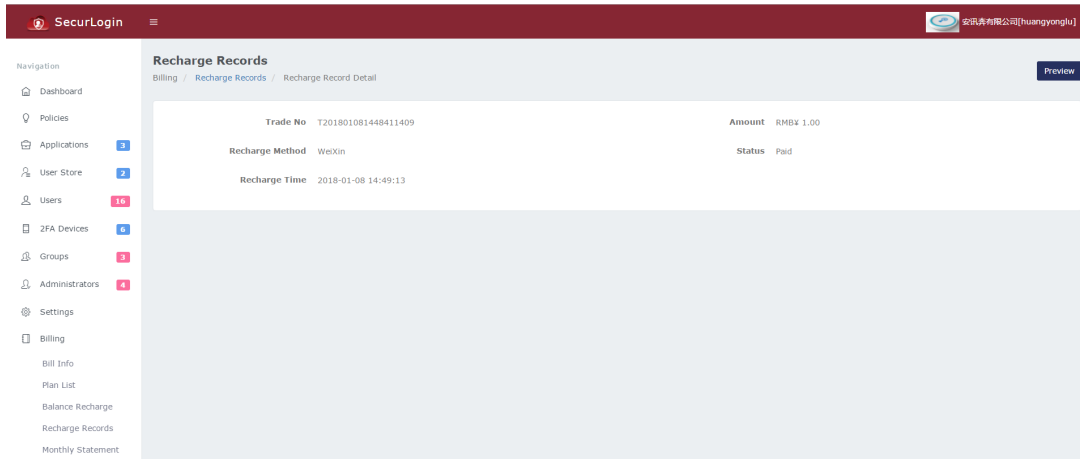 SecurLogin
安讯奔有限公司[huangyonglu]
Navigation
Dashboard
Policies
Applications 3
User Store 2
Users 16
2FA Devices 6
Groups 3
Administrators 4
Settings
Billing
Bill Info
Plan List
Balance Recharge
Recharge Records
Monthly Statement
Recharge Records
Billing / Recharge Records / Recharge Record Detail
Preview
Trade No T201801081448411409 Amount RMB¥ 1.00
Recharge Method WeiXin Status Paid
Recharge Time 2018-01-08 14:49:13